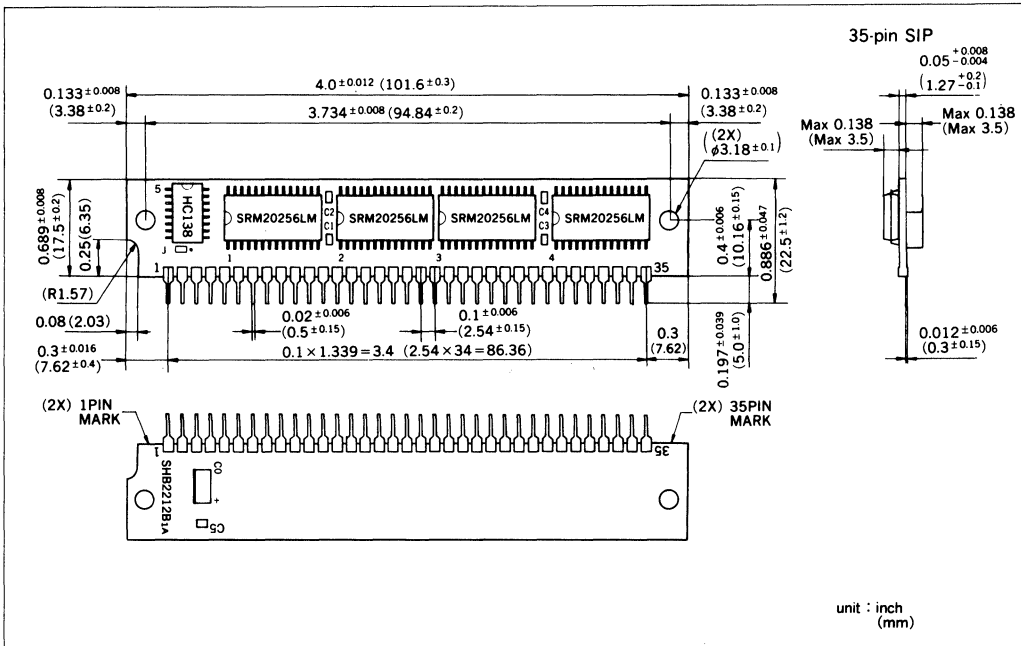 35-pin SIP
0.05 +0.008 -0.004
(1.27 +0.2 -0.1)
4.0±0.012 (101.6±0.3)
0.133±0.008
(3.38±0.2)
3.734±0.008 (94.84±0.2)
0.133±0.008
(3.38±0.2)
(2X)
(φ3.18±0.1)
Max 0.138
(Max 3.5)
Max 0.138
(Max 3.5)
5
HC138
SRM20256LM
C2
C1
SRM20256LM
SRM20256LM
C4
C3
SRM20256LM
J
1
2
3
4
1
35
0.689±0.008
(17.5±0.2)
0.25(6.35)
(R1.57)
0.08(2.03)
0.3±0.016
(7.62±0.4)
0.02±0.006
(0.5±0.15)
0.1±0.006
(2.54±0.15)
0.1×1.339=3.4 (2.54×34=86.36)
0.3
(7.62)
0.197±0.039
(5.0±1.0)
0.4±0.006
(10.16±0.15)
0.886±0.047
(22.5±1.2)
0.012±0.006
(0.3±0.15)
(2X) 1PIN
MARK
(2X) 35PIN
MARK
1
35
SHB2212B1A
C0
+
C5
unit : inch
(mm)